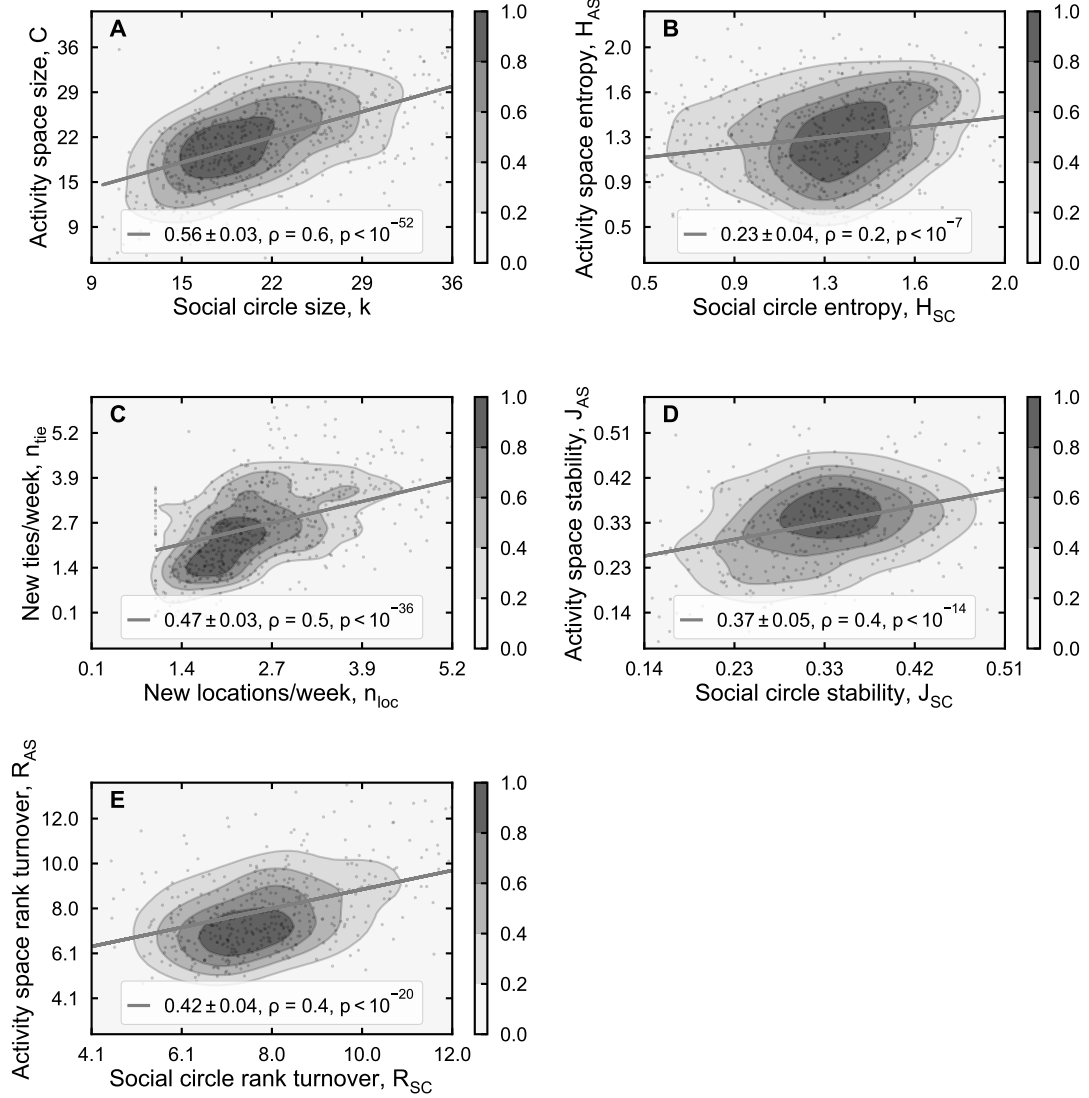 A
Activity space size, C
36
29
22
15
9
0.56 ± 0.03, ρ = 0.6, p < 10^−52
9 15 22 29 36
Social circle size, k
1.0
0.8
0.6
0.4
0.2
0.0
B
Activity space entropy, H_AS
2.0
1.6
1.3
0.9
0.5
0.23 ± 0.04, ρ = 0.2, p < 10^−7
0.5 0.9 1.3 1.6 2.0
Social circle entropy, H_SC
1.0
0.8
0.6
0.4
0.2
0.0
C
New ties/week, n_tie
5.2
3.9
2.7
1.4
0.1
0.47 ± 0.03, ρ = 0.5, p < 10^−36
0.1 1.4 2.7 3.9 5.2
New locations/week, n_loc
1.0
0.8
0.6
0.4
0.2
0.0
D
Activity space stability, J_AS
0.51
0.42
0.33
0.23
0.14
0.37 ± 0.05, ρ = 0.4, p < 10^−14
0.14 0.23 0.33 0.42 0.51
Social circle stability, J_SC
1.0
0.8
0.6
0.4
0.2
0.0
E
Activity space rank turnover, R_AS
12.0
10.0
8.0
6.1
4.1
0.42 ± 0.04, ρ = 0.4, p < 10^−20
4.1 6.1 8.0 10.0 12.0
Social circle rank turnover, R_SC
1.0
0.8
0.6
0.4
0.2
0.0